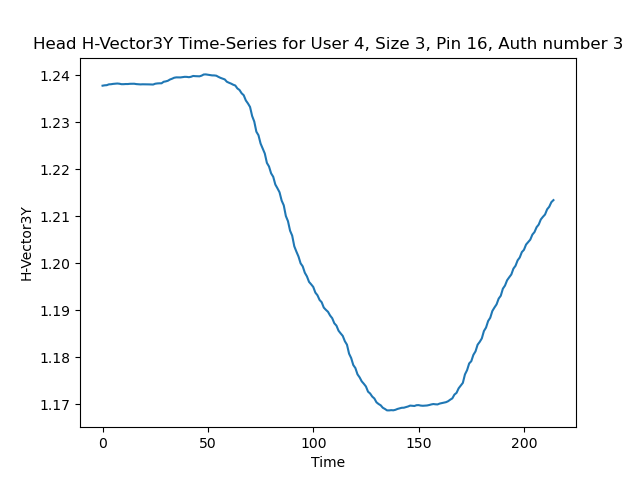 Head H-Vector3Y Time-Series for User 4, Size 3, Pin 16, Auth number 3
1.24
1.23
1.22
1.21
1.20
1.19
1.18
1.17
H-Vector3Y
0 50 100 150 200
Time